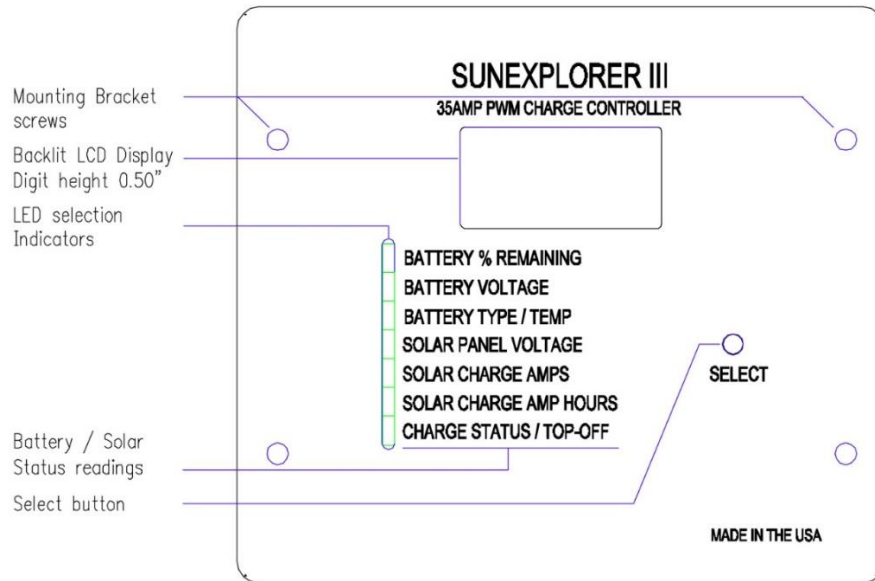 SUNEXPLORER III
35AMP PWM CHARGE CONTROLLER
Mounting Bracket
screws
Backlit LCD Display
Digit height 0.50"
LED selection
Indicators
BATTERY % REMAINING
BATTERY VOLTAGE
BATTERY TYPE / TEMP
SOLAR PANEL VOLTAGE
SOLAR CHARGE AMPS
SOLAR CHARGE AMP HOURS
CHARGE STATUS / TOP-OFF
SELECT
Battery / Solar
Status readings
Select button
MADE IN THE USA